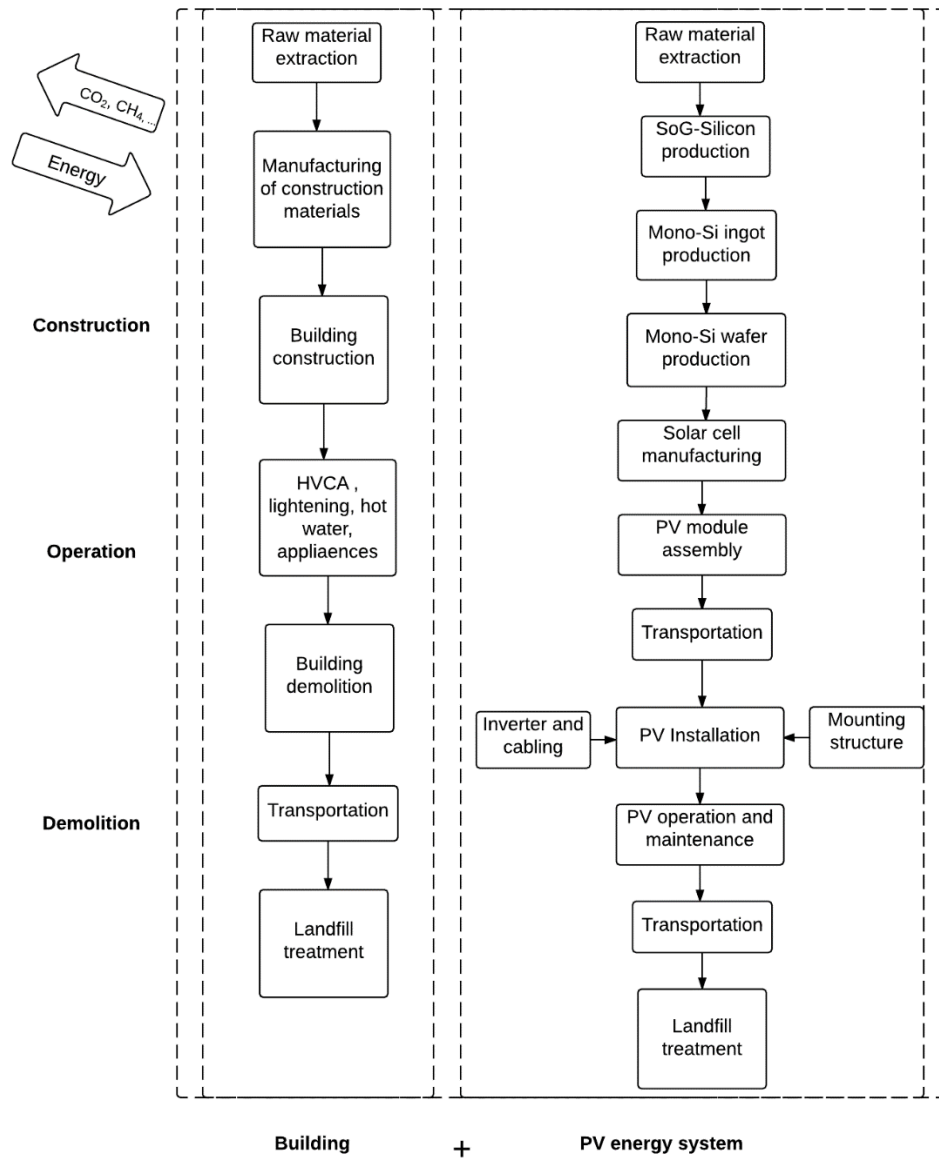 CO₂, CH₄, ...
Energy
Construction
Operation
Demolition
Raw material
extraction
Manufacturing
of construction
materials
Building
construction
HVCA ,
lightening, hot
water,
appliaences
Building
demolition
Transportation
Landfill
treatment
Raw material
extraction
SoG-Silicon
production
Mono-Si ingot
production
Mono-Si wafer
production
Solar cell
manufacturing
PV module
assembly
Transportation
Inverter and
cabling
PV Installation
Mounting
structure
PV operation and
maintenance
Transportation
Landfill
treatment
Building + PV energy system